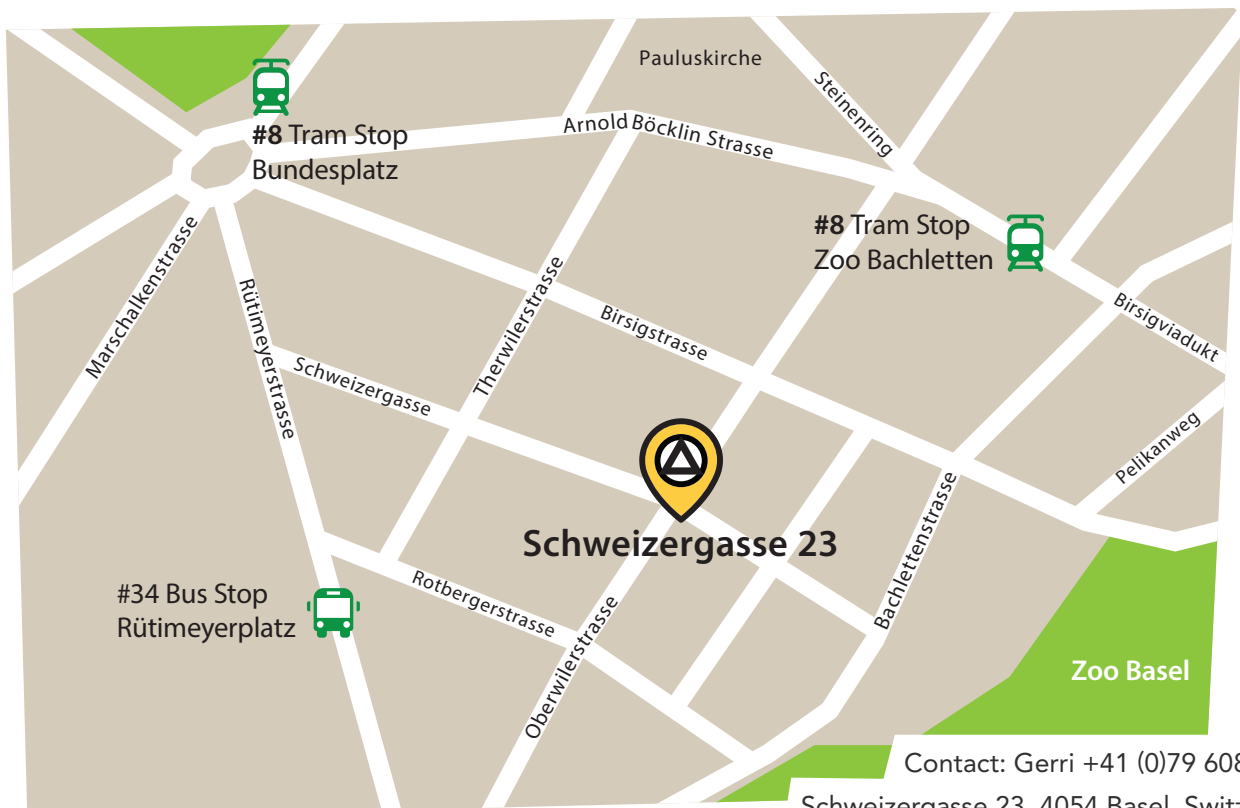 Pauluskirche
Steinenring
#8 Tram Stop
Bundesplatz
Arnold Böcklin Strasse
#8 Tram Stop
Zoo Bachletten
Marschalkenstrasse
Rütimeyerstrasse
Therwilerstrasse
Birsigstrasse
Birsigviadukt
Schweizergasse
Pelikanweg
Schweizergasse 23
Bachlettenstrasse
#34 Bus Stop
Rütimeyerplatz
Rotbergerstrasse
Oberwilerstrasse
Zoo Basel
Contact: Gerri +41 (0)79 608
Schweizergasse 23, 4054 Basel, Switz